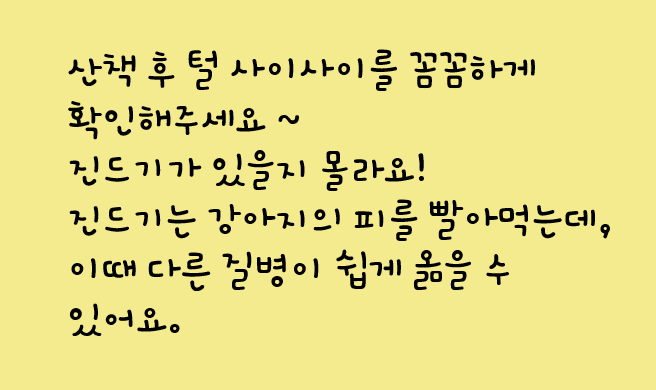 산책 후 털 사이사이를 꼼꼼하게
확인해주세요 ~
진드기가 있을지 몰라요!
진드기는 강아지의 피를 빨아먹는데,
이때 다른 질병이 쉽게 옮을 수
있어요.